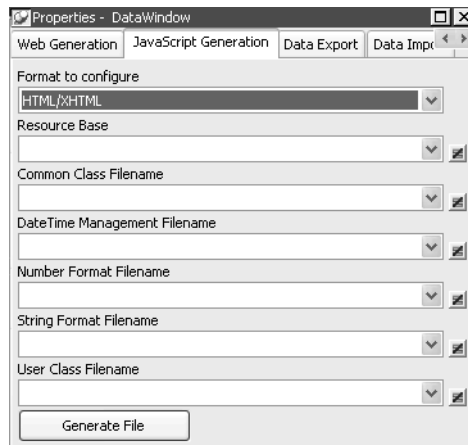 Properties - DataWindow
Web Generation JavaScript Generation Data Export Data Impo
Format to configure
HTML/XHTML
Resource Base
Common Class Filename
DateTime Management Filename
Number Format Filename
String Format Filename
User Class Filename
Generate File